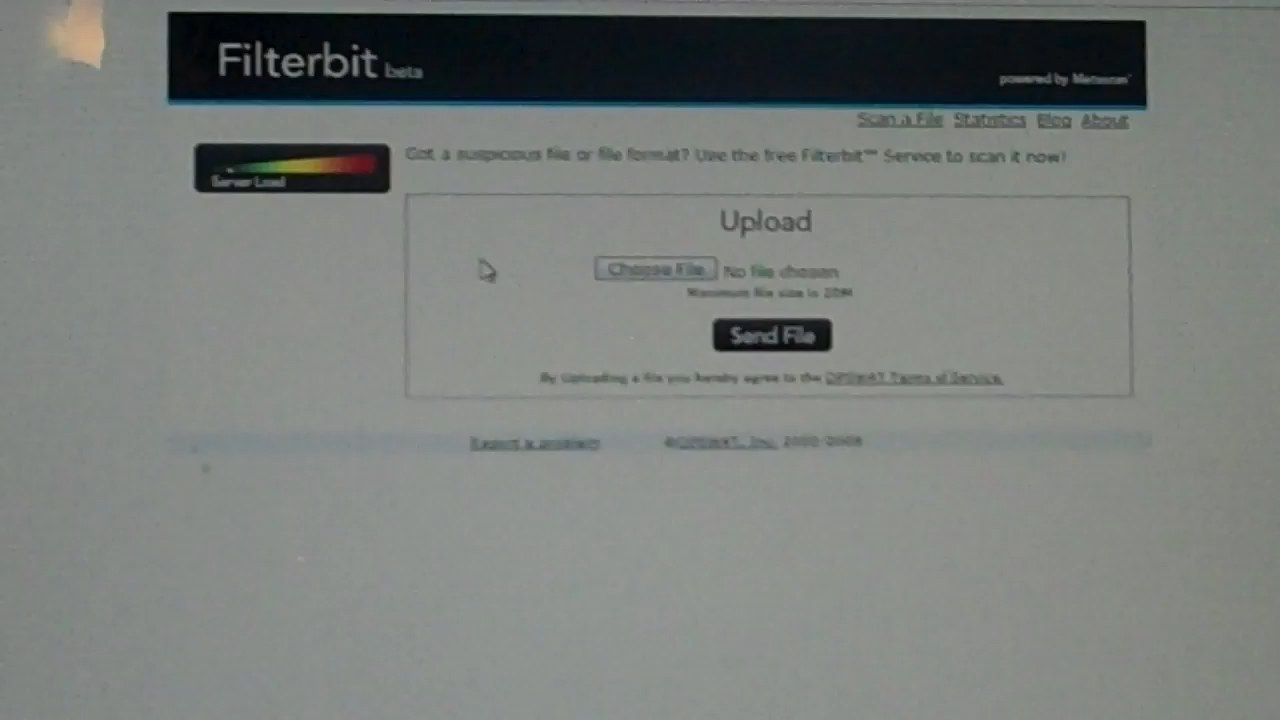 Filterbit beta
powered by Metascan
Scan a File Statistics Blog About
Server Load
Got a suspicious file or file format? Use the free Filterbit™ Service to scan it now!
Upload
Choose File No file chosen
Maximum file size is 20M
Send File
By Uploading a file you hereby agree to the OPSWAT Terms of Service.
Report a problem ©OPSWAT, Inc.